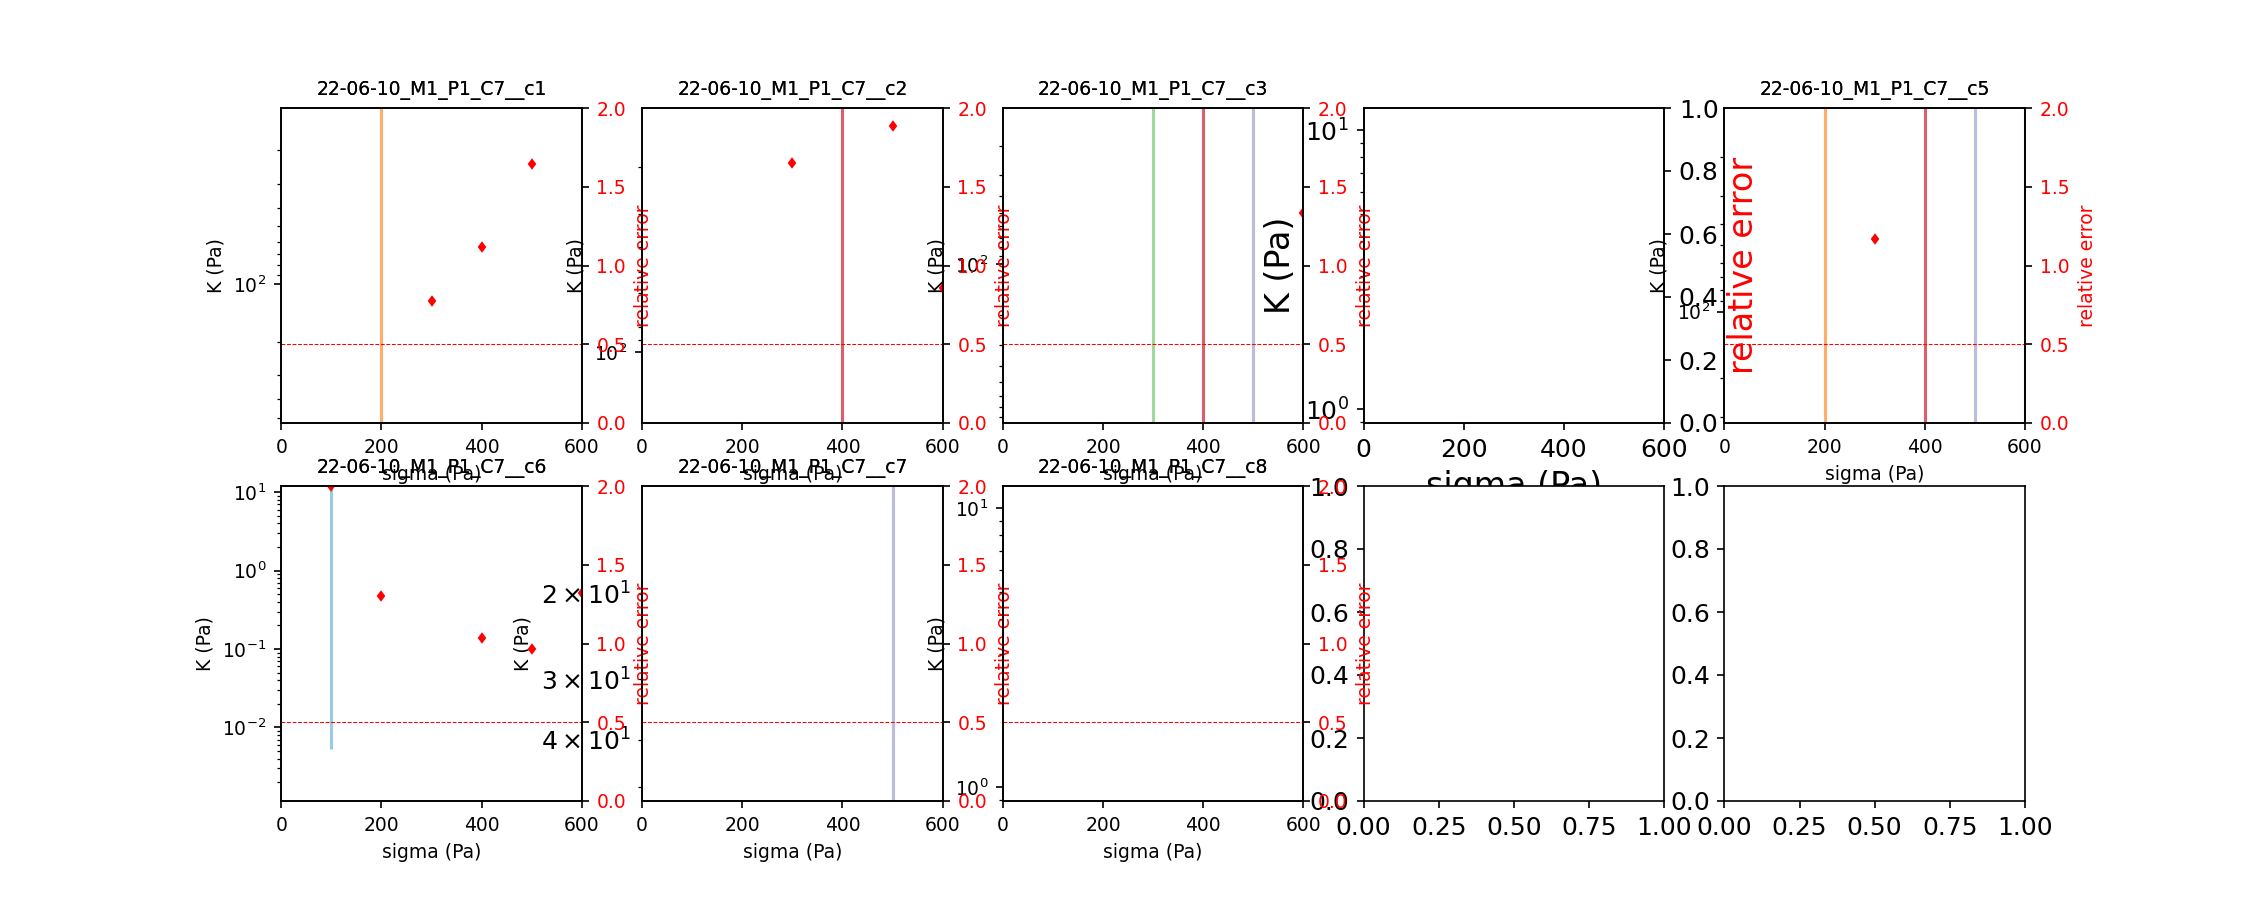 22-06-10_M1_P1_C7__c1
22-06-10_M1_P1_C7__c2
22-06-10_M1_P1_C7__c3
22-06-10_M1_P1_C7__c5
K (Pa)
10²
2.0
1.5
1.0
0.5
0.0
relative error
0 200 400 600
sigma (Pa)
K (Pa)
10²
2.0
1.5
1.0
0.5
0.0
relative error
0 200 400 600
sigma (Pa)
K (Pa)
10²
2.0
1.5
1.0
0.5
0.0
relative error
0 200 400 600
sigma (Pa)
K (Pa)
10¹
10⁰
1.0
0.8
0.6
0.4
0.2
0.0
relative error
0 200 400 600
sigma (Pa)
K (Pa)
10²
2.0
1.5
1.0
0.5
0.0
relative error
0 200 400 600
sigma (Pa)
22-06-10_M1_P1_C7__c6
22-06-10_M1_P1_C7__c7
22-06-10_M1_P1_C7__c8
K (Pa)
10¹
10⁰
10⁻¹
10⁻²
2.0
1.5
1.0
0.5
0.0
relative error
0 200 400 600
sigma (Pa)
K (Pa)
2×10¹
3×10¹
4×10¹
2.0
1.5
1.0
0.5
0.0
relative error
0 200 400 600
sigma (Pa)
K (Pa)
10¹
10⁰
2.0
1.5
1.0
0.5
0.0
relative error
0 200 400 600
sigma (Pa)
1.0
0.8
0.6
0.4
0.2
0.0
0.00 0.25 0.50 0.75 1.00
1.0
0.8
0.6
0.4
0.2
0.0
0.00 0.25 0.50 0.75 1.00